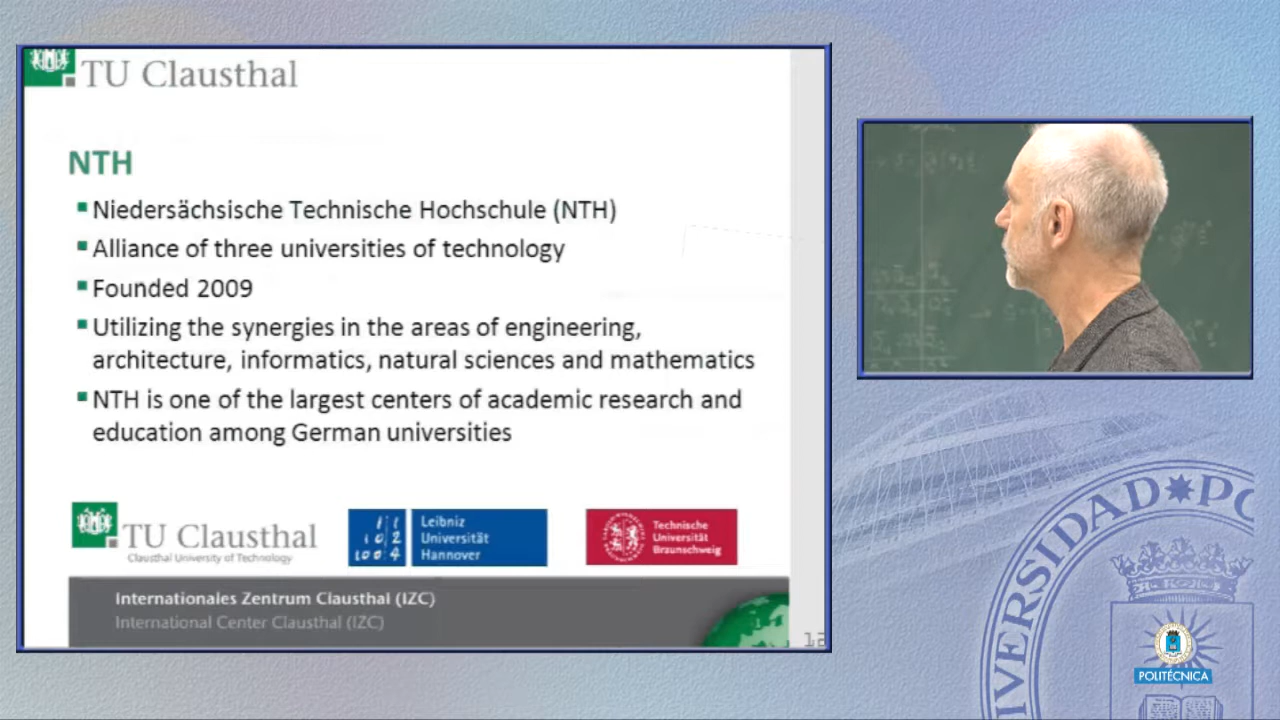 TU Clausthal
NTH
Niedersächsische Technische Hochschule (NTH)
Alliance of three universities of technology
Founded 2009
Utilizing the synergies in the areas of engineering,
architecture, informatics, natural sciences and mathematics
NTH is one of the largest centers of academic research and
education among German universities
TU Clausthal
Clausthal University of Technology
Leibniz
Universität
Hannover
Technische
Universität
Braunschweig
Internationales Zentrum Clausthal (IZC)
International Center Clausthal (IZC)
12
IVERSIDAD PO
POLITÉCNICA